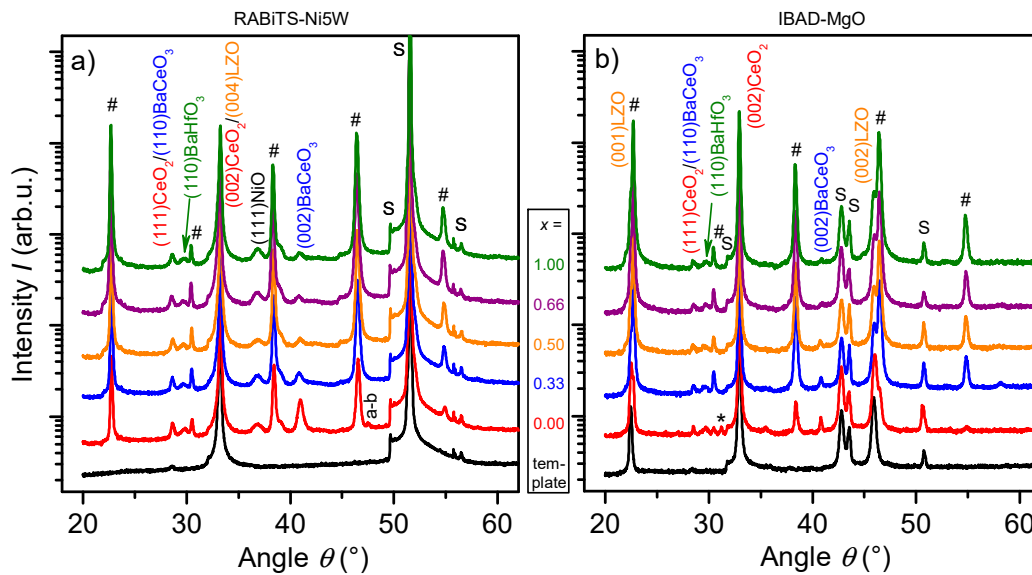 RABiTS-Ni5W
IBAD-MgO
a)
#
(111)CeO₂/(110)BaCeO₃
(110)BaHfO₃
#
(002)CeO₂/(004)LZO
(111)NiO
#
(002)BaCeO₃
#
S
S
#
S
a-b
b)
(001)LZO
#
(111)CeO₂/(110)BaCeO₃
(110)BaHfO₃
#
S
(002)CeO₂
#
(002)BaCeO₃
S
S
(002)LZO
#
S
#
*
x =
1.00
0.66
0.50
0.33
0.00
tem-
plate
Intensity I (arb.u.)
20 30 40 50 60
20 30 40 50 60
Angle θ (°)
Angle θ (°)